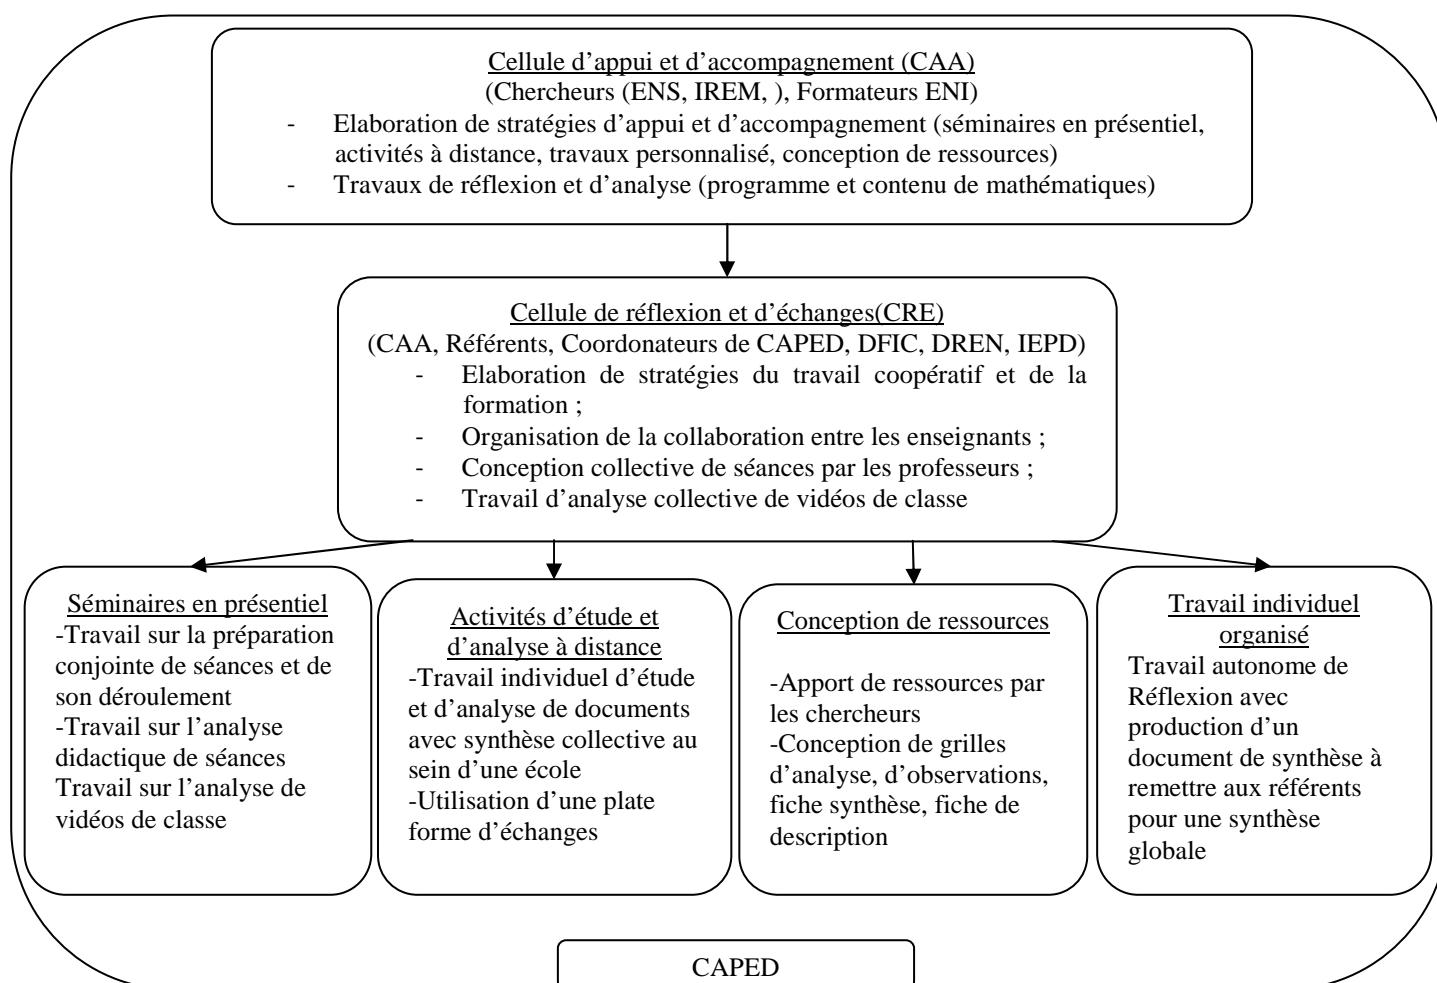 Cellule d'appui et d'accompagnement (CAA)
(Chercheurs (ENS, IREM, ), Formateurs ENI)
- Elaboration de stratégies d'appui et d'accompagnement (séminaires en présentiel,
activités à distance, travaux personnalisé, conception de ressources)
- Travaux de réflexion et d'analyse (programme et contenu de mathématiques)
Cellule de réflexion et d'échanges(CRE)
(CAA, Référents, Coordonateurs de CAPED, DFIC, DREN, IEPD)
- Elaboration de stratégies du travail coopératif et de la
formation ;
- Organisation de la collaboration entre les enseignants ;
- Conception collective de séances par les professeurs ;
- Travail d'analyse collective de vidéos de classe
Séminaires en présentiel
-Travail sur la préparation
conjointe de séances et de
son déroulement
-Travail sur l'analyse
didactique de séances
Travail sur l'analyse de
vidéos de classe
Activités d'étude et
d'analyse à distance
-Travail individuel d'étude
et d'analyse de documents
avec synthèse collective au
sein d'une école
-Utilisation d'une plate
forme d'échanges
Conception de ressources
-Apport de ressources par
les chercheurs
-Conception de grilles
d'analyse, d'observations,
fiche synthèse, fiche de
description
Travail individuel
organisé
Travail autonome de
Réflexion avec
production d'un
document de synthèse à
remettre aux référents
pour une synthèse
globale
CAPED